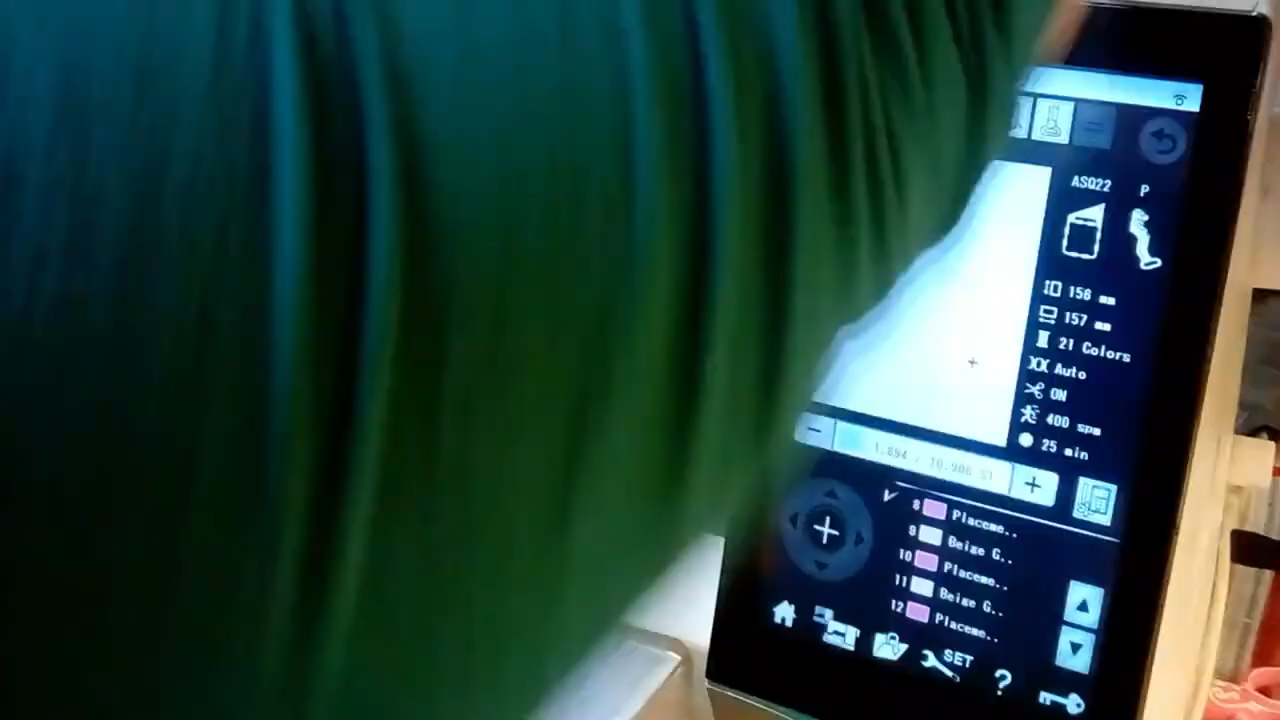 ASQ22 P
156 mm
157 mm
21 Colors
Auto
ON
400 spm
25 min
8 Placeme..
9 Beige G..
10 Placeme..
11 Beige G..
12 Placeme..
SET
?